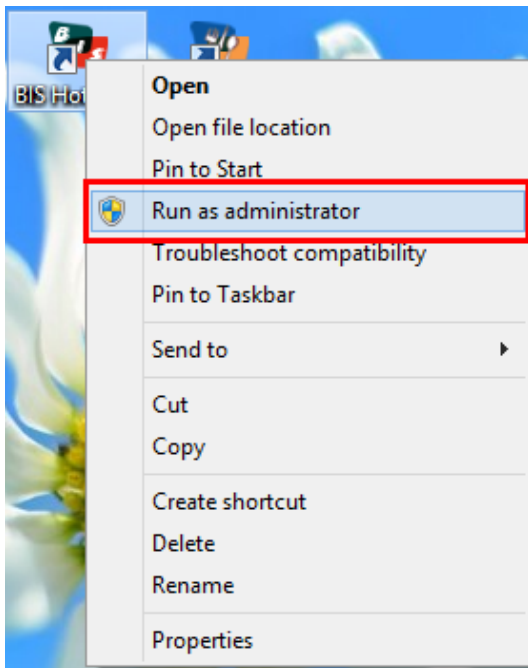 BIS Hot
Open
Open file location
Pin to Start
Run as administrator
Troubleshoot compatibility
Pin to Taskbar
Send to
Cut
Copy
Create shortcut
Delete
Rename
Properties